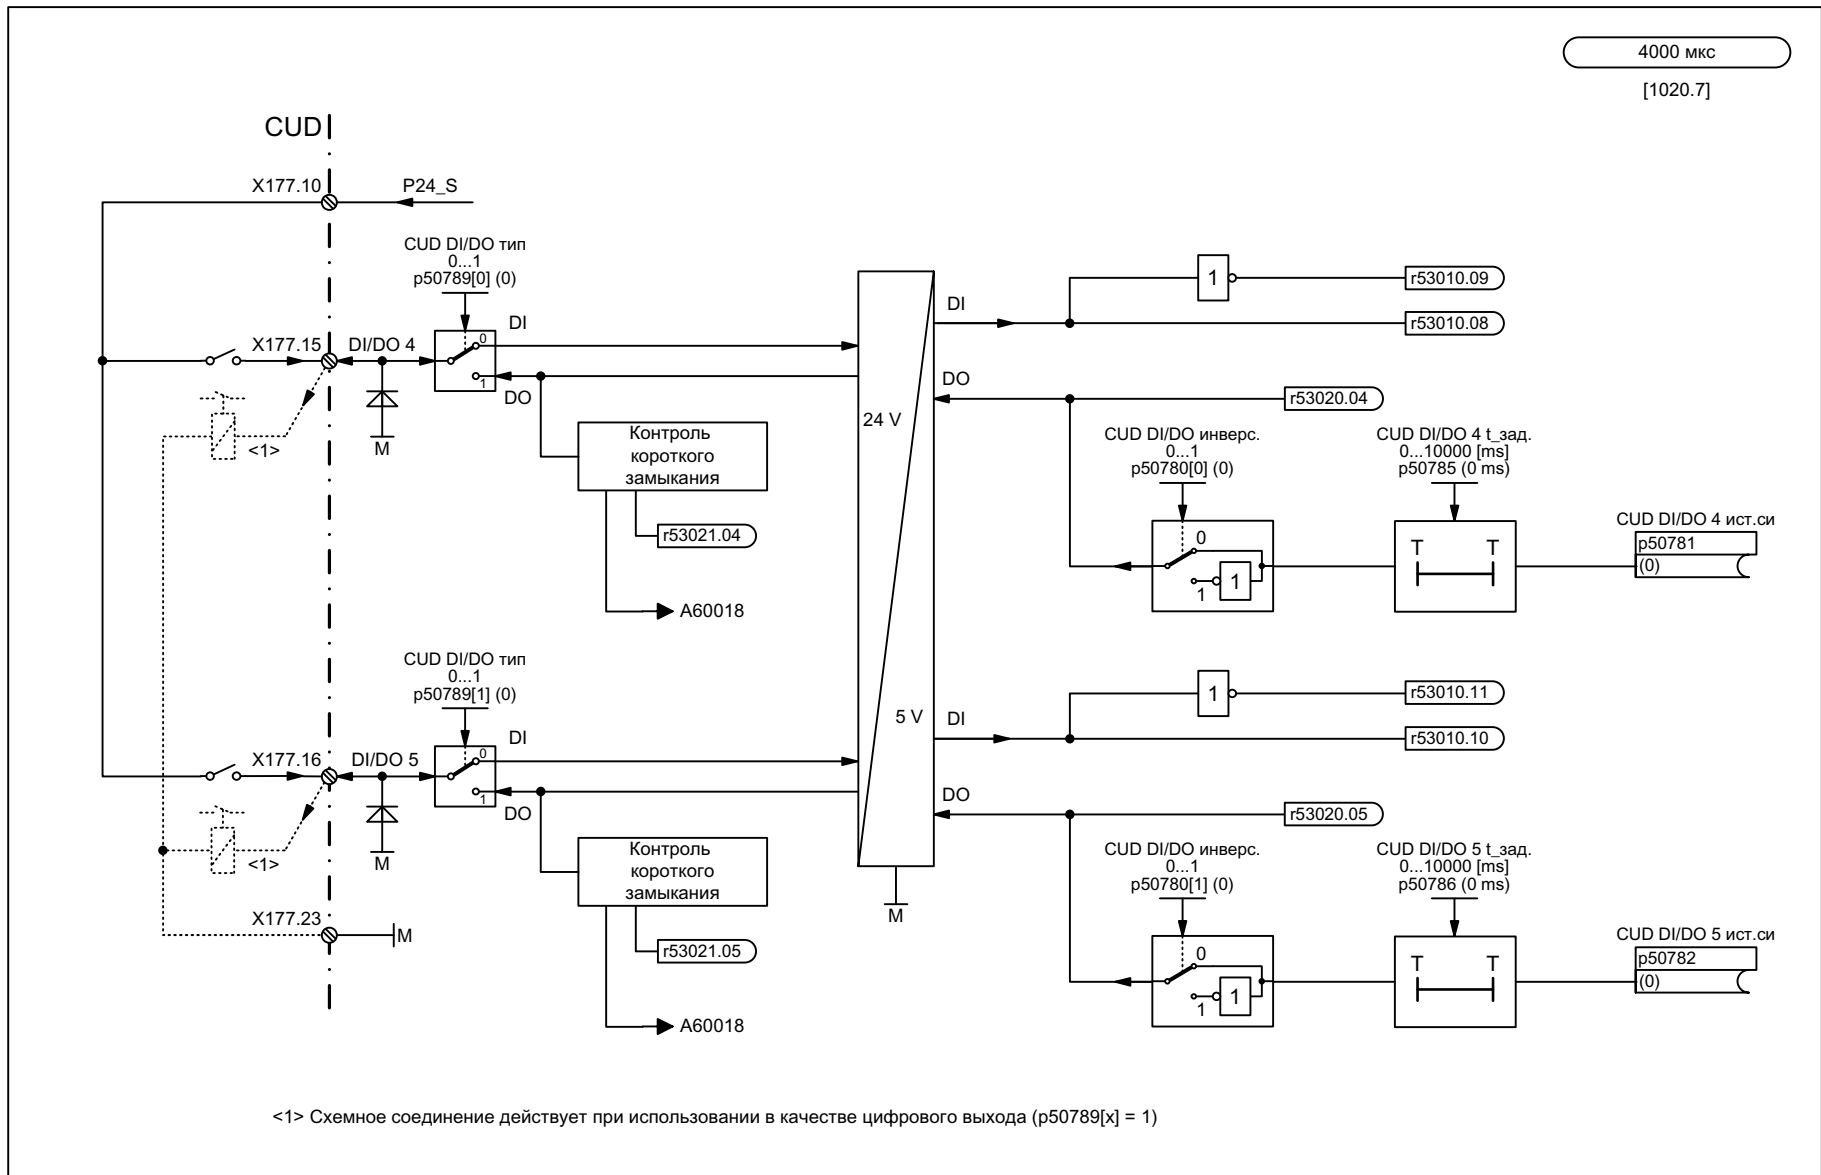 4000 мкс
[1020.7]
CUD
X177.10
P24_S
CUD DI/DO тип
0...1
p50789[0] (0)
X177.15
DI/DO 4
0
1
DI
DO
<1>
M
Контроль
короткого
замыкания
r53021.04
A60018
24 V
5 V
M
DI
1
r53010.09
r53010.08
DO
r53020.04
CUD DI/DO инверс.
0...1
p50780[0] (0)
0
1
1
CUD DI/DO 4 t_зад.
0...10000 [ms]
p50785 (0 ms)
T T
CUD DI/DO 4 ист.си
p50781
(0)
CUD DI/DO тип
0...1
p50789[1] (0)
X177.16
DI/DO 5
0
1
DI
DO
<1>
M
Контроль
короткого
замыкания
r53021.05
A60018
X177.23
M
DI
1
r53010.11
r53010.10
DO
r53020.05
CUD DI/DO инверс.
0...1
p50780[1] (0)
0
1
1
CUD DI/DO 5 t_зад.
0...10000 [ms]
p50786 (0 ms)
T T
CUD DI/DO 5 ист.си
p50782
(0)
<1> Схемное соединение действует при использовании в качестве цифрового выхода (p50789[x] = 1)